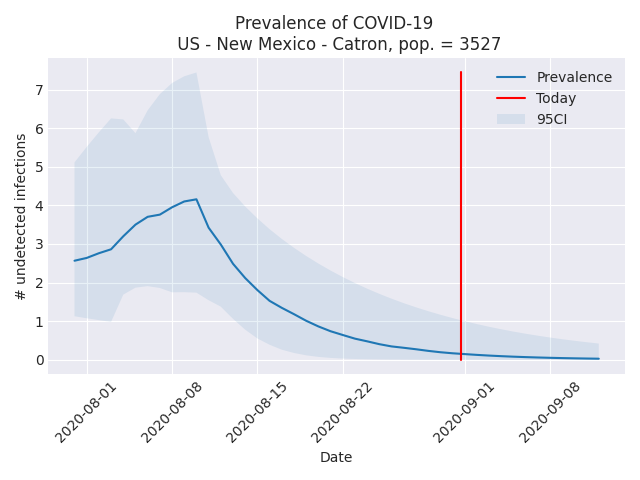 Prevalence of COVID-19
US - New Mexico - Catron, pop. = 3527
Prevalence
Today
95CI
# undetected infections
7
6
5
4
3
2
1
0
2020-08-01
2020-08-08
2020-08-15
2020-08-22
2020-09-01
2020-09-08
Date